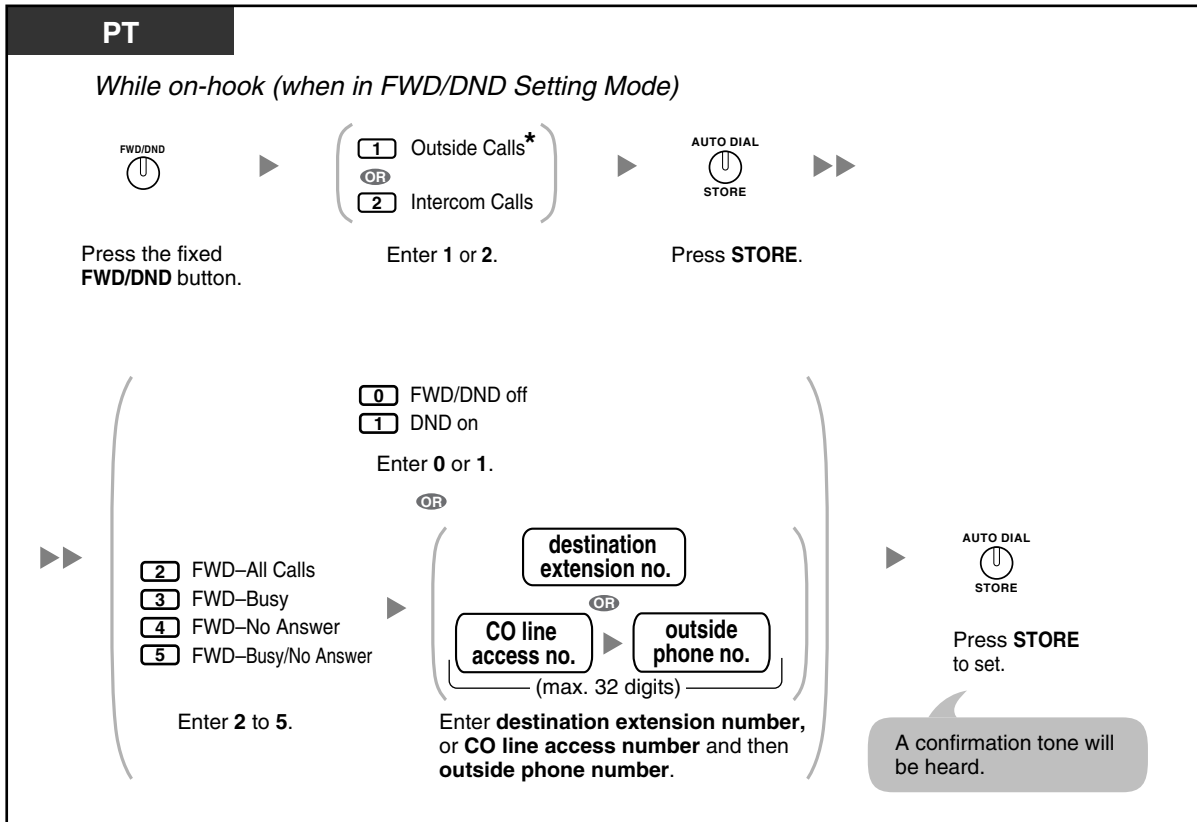 PT
While on-hook (when in FWD/DND Setting Mode)
FWD/DND
Press the fixed
FWD/DND button.
1 Outside Calls*
OR
2 Intercom Calls
Enter 1 or 2.
AUTO DIAL
STORE
Press STORE.
0 FWD/DND off
1 DND on
Enter 0 or 1.
OR
2 FWD–All Calls
3 FWD–Busy
4 FWD–No Answer
5 FWD–Busy/No Answer
Enter 2 to 5.
destination
extension no.
OR
CO line
access no.
outside
phone no.
(max. 32 digits)
Enter destination extension number,
or CO line access number and then
outside phone number.
AUTO DIAL
STORE
Press STORE
to set.
A confirmation tone will
be heard.